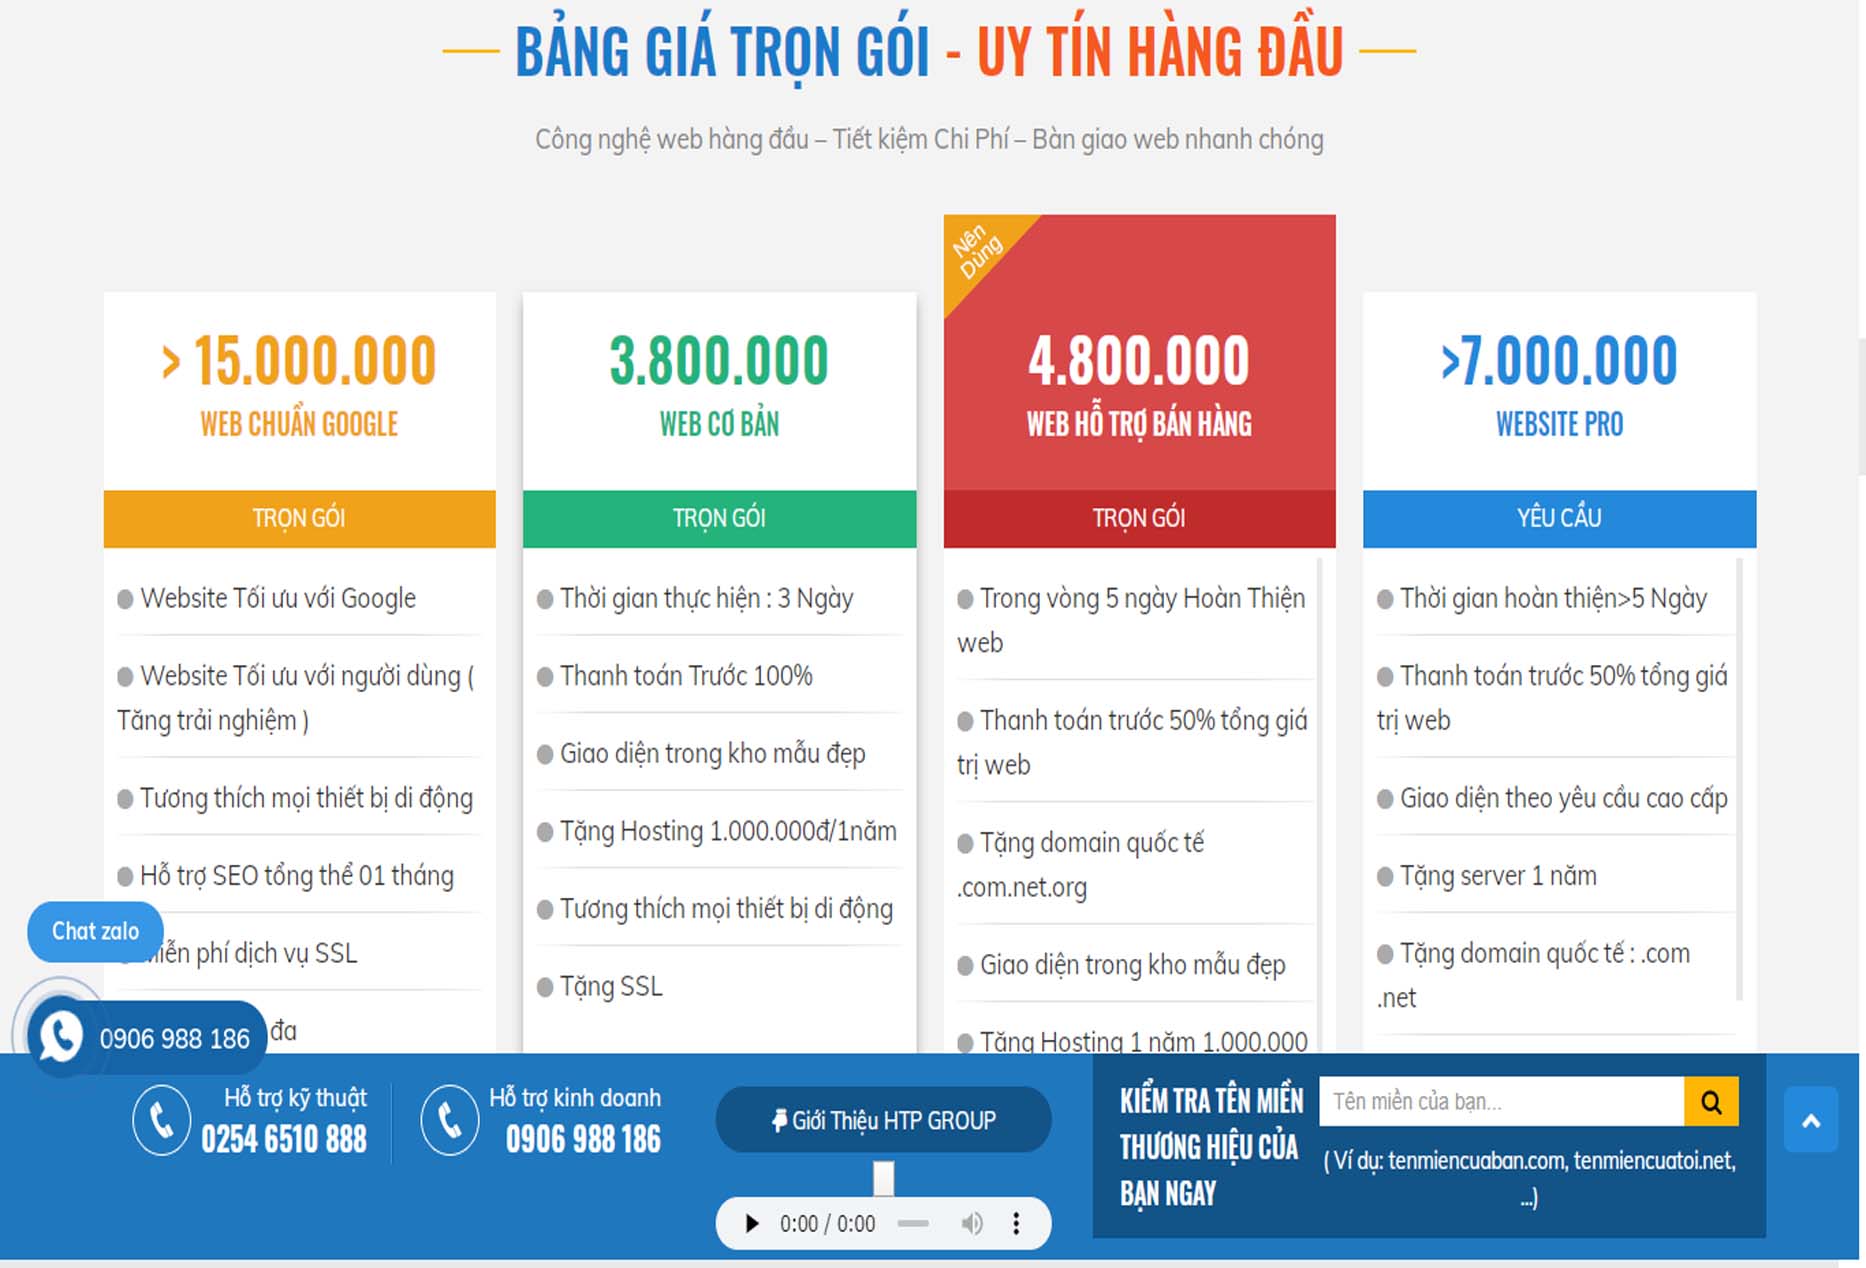 BẢNG GIÁ TRỌN GÓI - UY TÍN HÀNG ĐẦU
Công nghệ web hàng đầu – Tiết kiệm Chi Phí – Bàn giao web nhanh chóng
> 15.000.000
WEB CHUẨN GOOGLE
TRỌN GÓI
Website Tối ưu với Google
Website Tối ưu với người dùng (
Tăng trải nghiệm )
Tương thích mọi thiết bị di động
Hỗ trợ SEO tổng thể 01 tháng
phí dịch vụ SSL
đa
3.800.000
WEB CƠ BẢN
TRỌN GÓI
Thời gian thực hiện : 3 Ngày
Thanh toán Trước 100%
Giao diện trong kho mẫu đẹp
Tặng Hosting 1.000.000đ/1năm
Tương thích mọi thiết bị di động
Tặng SSL
Nên
Dùng
4.800.000
WEB HỖ TRỢ BÁN HÀNG
TRỌN GÓI
Trong vòng 5 ngày Hoàn Thiện
web
Thanh toán trước 50% tổng giá
trị web
Tặng domain quốc tế
.com.net.org
Giao diện trong kho mẫu đẹp
Tặng Hosting 1 năm 1.000.000
>7.000.000
WEBSITE PRO
YÊU CẦU
Thời gian hoàn thiện>5 Ngày
Thanh toán trước 50% tổng giá
trị web
Giao diện theo yêu cầu cao cấp
Tặng server 1 năm
Tặng domain quốc tế : .com
.net
Chat zalo
0906 988 186
Hỗ trợ kỹ thuật
0254 6510 888
Hỗ trợ kinh doanh
0906 988 186
Giới Thiệu HTP GROUP
0:00 / 0:00
KIỂM TRA TÊN MIỀN
THƯƠNG HIỆU CỦA
BẠN NGAY
Tên miền của bạn...
( Ví dụ: tenmiencuaban.com, tenmiencuatoi.net,
...)